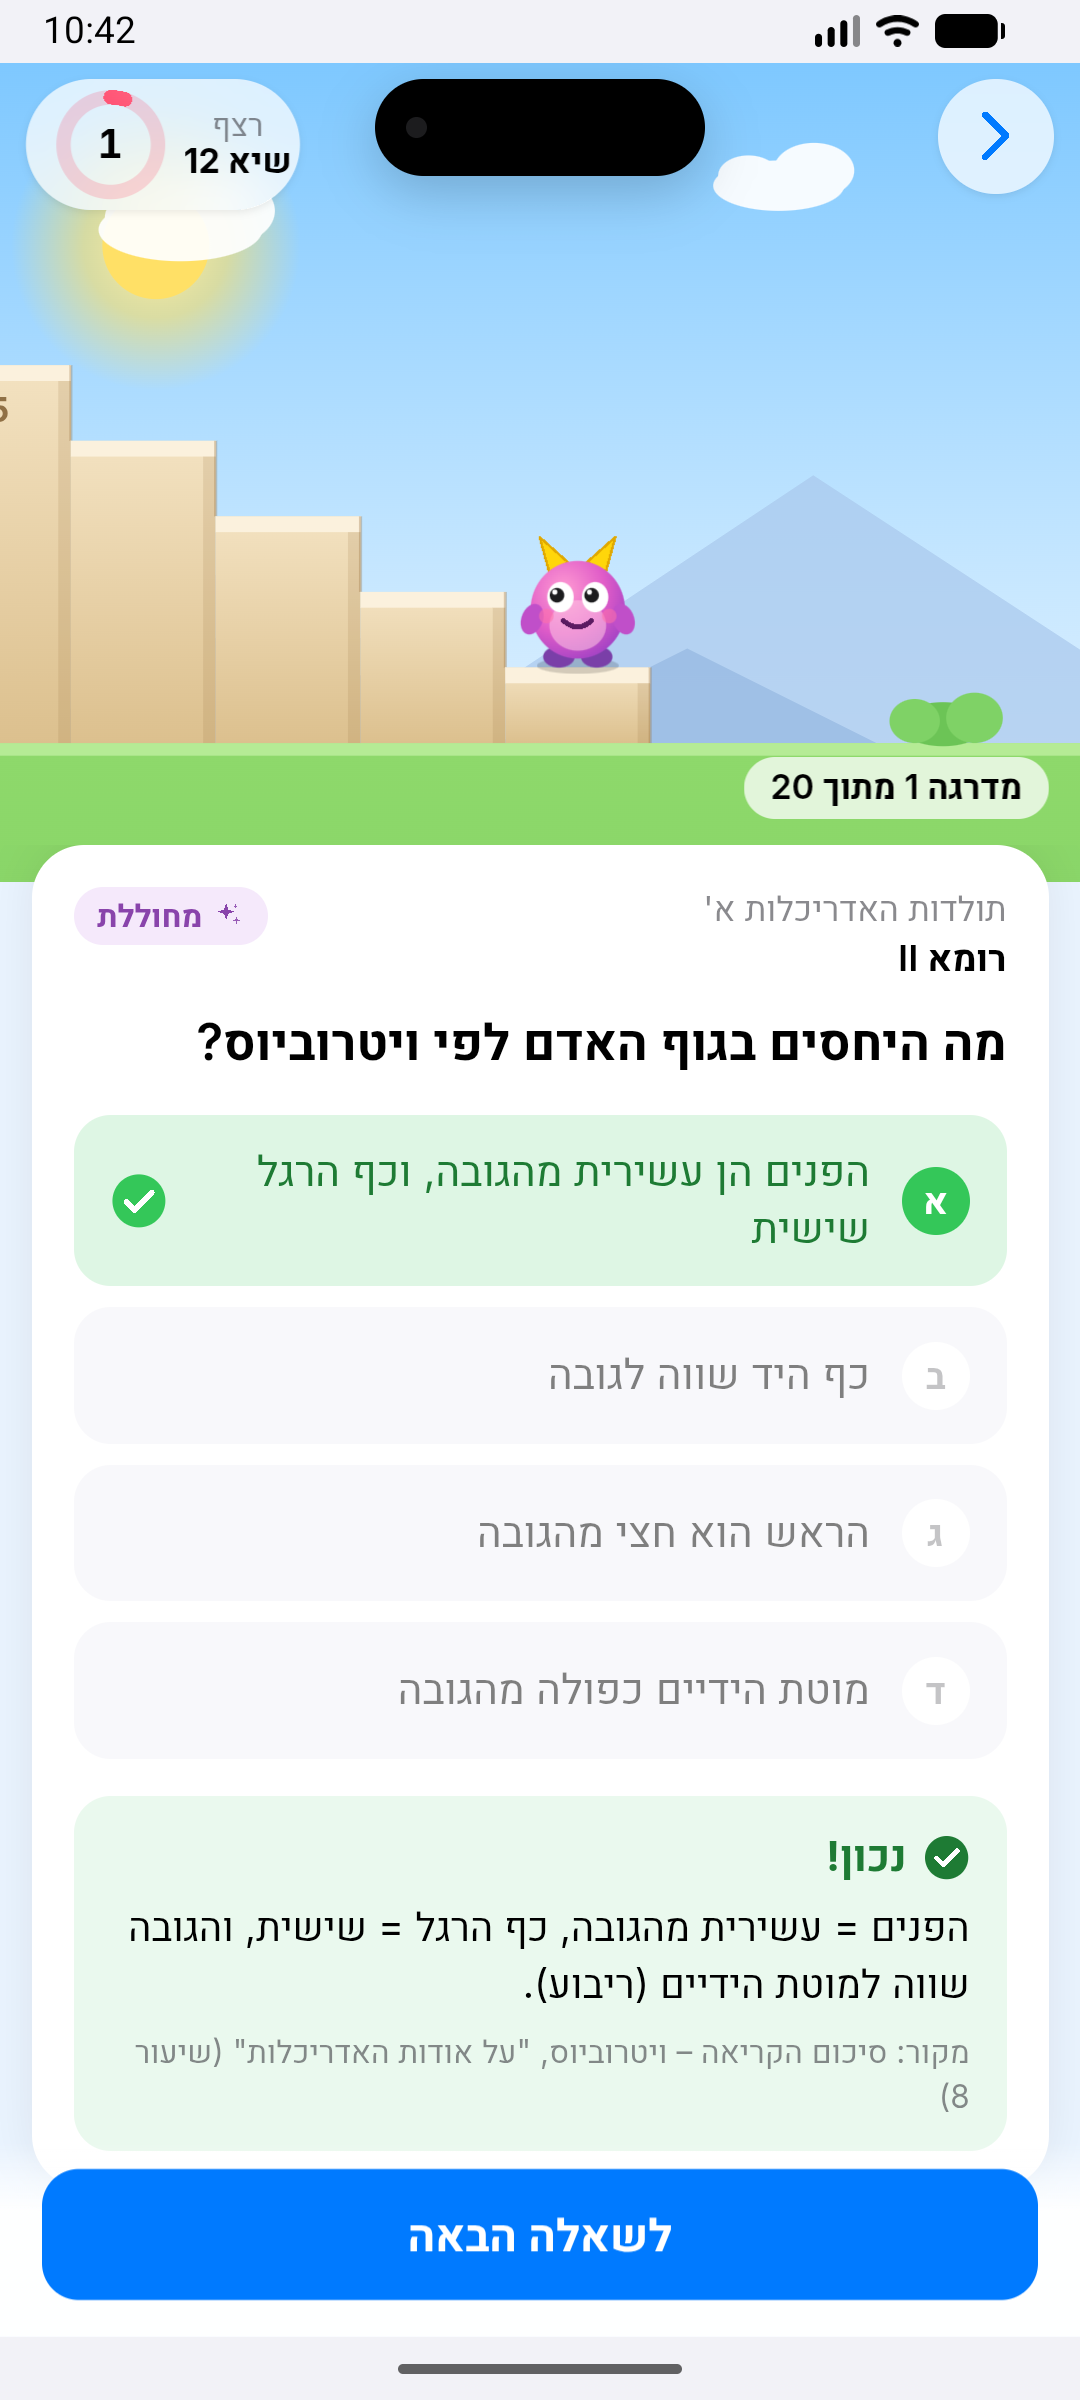 10:42
רצף
שיא 12
1
5
מדרגה 1 מתוך 20
תולדות האדריכלות א'
רומא II
מחוללת
מה היחסים בגוף האדם לפי ויטרוביוס?
א
הפנים הן עשירית מהגובה, וכף הרגל
שישית
ב
כף היד שווה לגובה
ג
הראש הוא חצי מהגובה
ד
מוטת הידיים כפולה מהגובה
נכון!
הפנים = עשירית מהגובה, כף הרגל = שישית, והגובה
שווה למוטת הידיים (ריבוע).
מקור: סיכום הקריאה – ויטרוביוס, "על אודות האדריכלות" (שיעור
8)
לשאלה הבאה